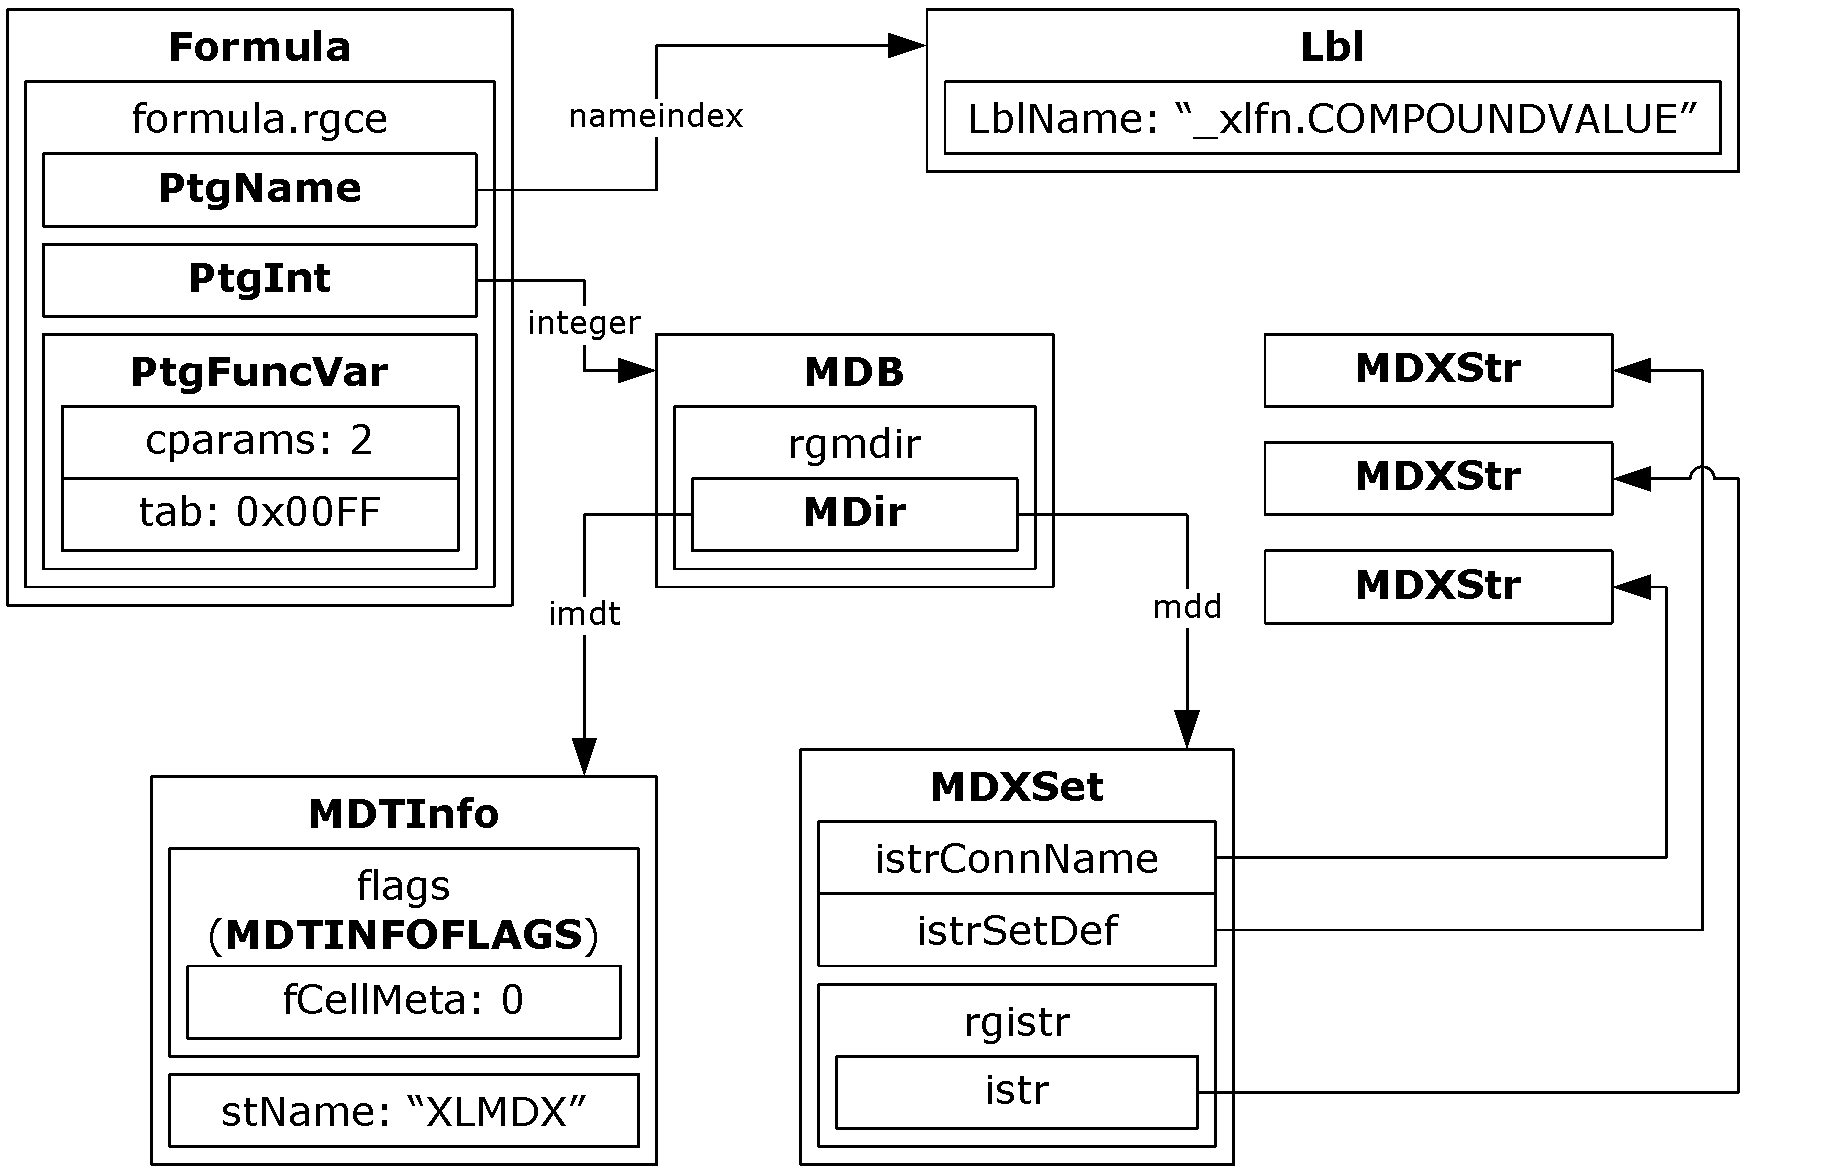 Formula
formula.rgce
PtgName
PtgInt
PtgFuncVar
cparams: 2
tab: 0x00FF
nameindex
Lbl
LblName: “_xlfn.COMPOUNDVALUE”
integer
MDB
rgmdir
MDir
MDXStr
MDXStr
MDXStr
imdt
mdd
MDTInfo
flags
(MDTINFOFLAGS)
fCellMeta: 0
stName: “XLMDX”
MDXSet
istrConnName
istrSetDef
rgistr
istr